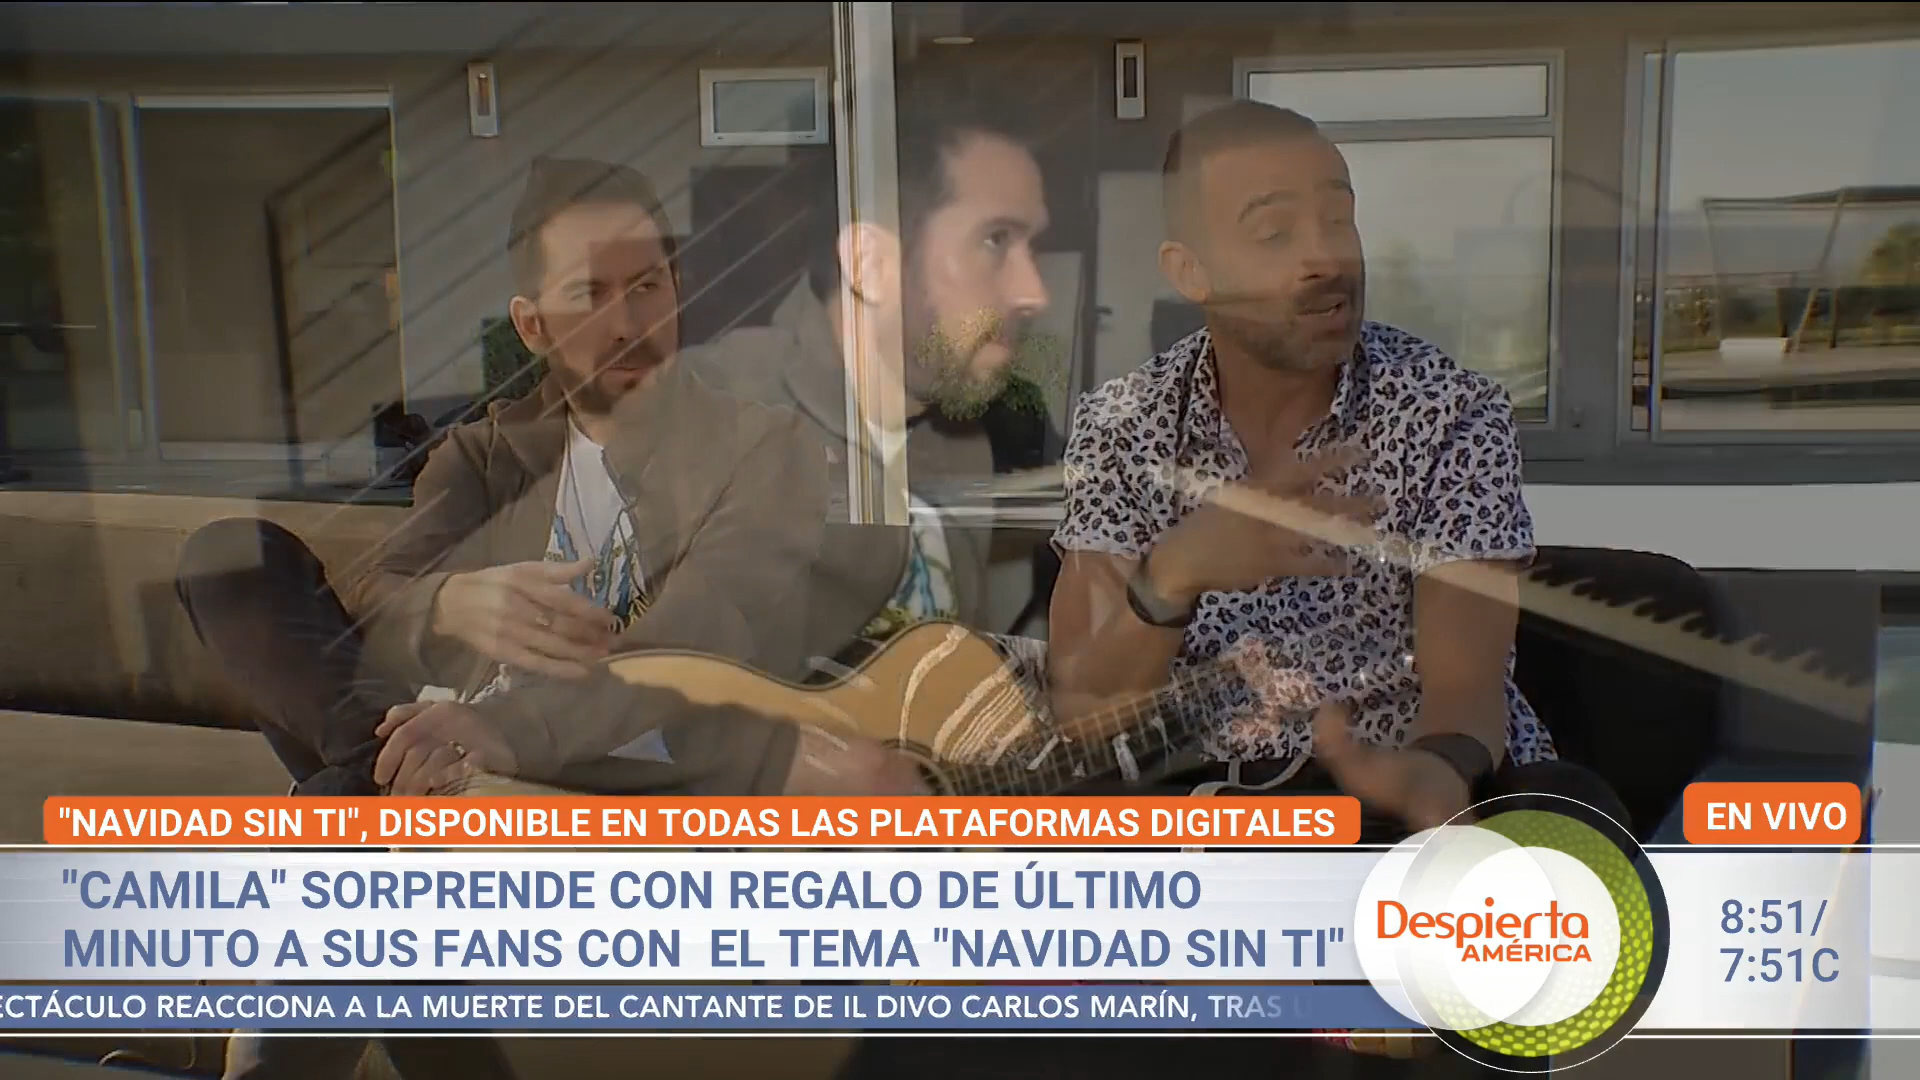 "NAVIDAD SIN TI", DISPONIBLE EN TODAS LAS PLATAFORMAS DIGITALES
EN VIVO
"CAMILA" SORPRENDE CON REGALO DE ÚLTIMO
MINUTO A SUS FANS CON EL TEMA "NAVIDAD SIN TI"
Despierta
AMÉRICA
8:51/
7:51C
ECTÁCULO REACCIONA A LA MUERTE DEL CANTANTE DE IL DIVO CARLOS MARÍN, TRAS